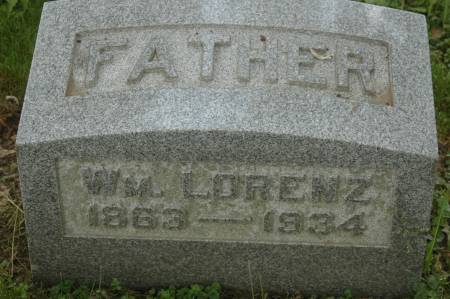 FATHER
WM. LORENZ
1863 — 1934